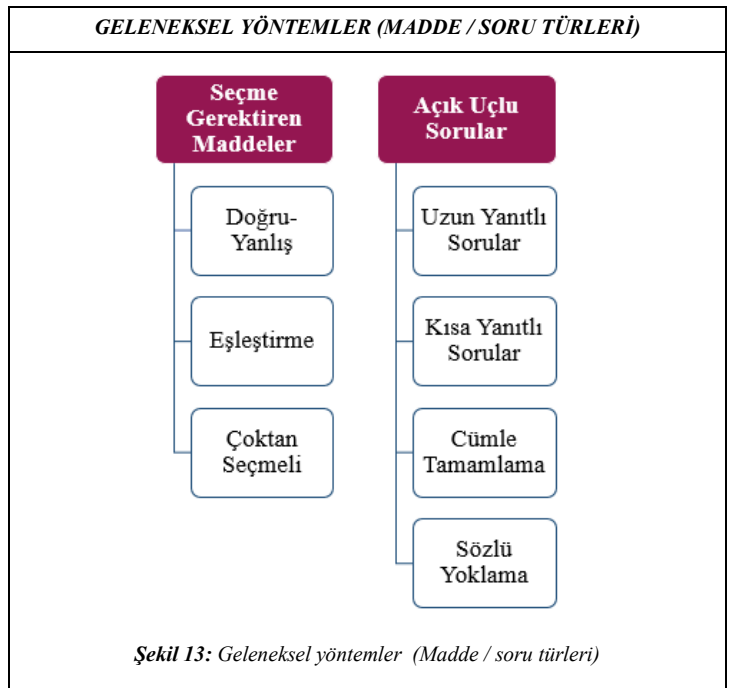 GELENEKSEL YÖNTEMLER (MADDE / SORU TÜRLERİ)
Seçme
Gerektiren
Maddeler
Doğru-
Yanlış
Eşleştirme
Çoktan
Seçmeli
Açık Uçlu
Sorular
Uzun Yanıtlı
Sorular
Kısa Yanıtlı
Sorular
Cümle
Tamamlama
Sözlü
Yoklama
Şekil 13: Geleneksel yöntemler (Madde / soru türleri)